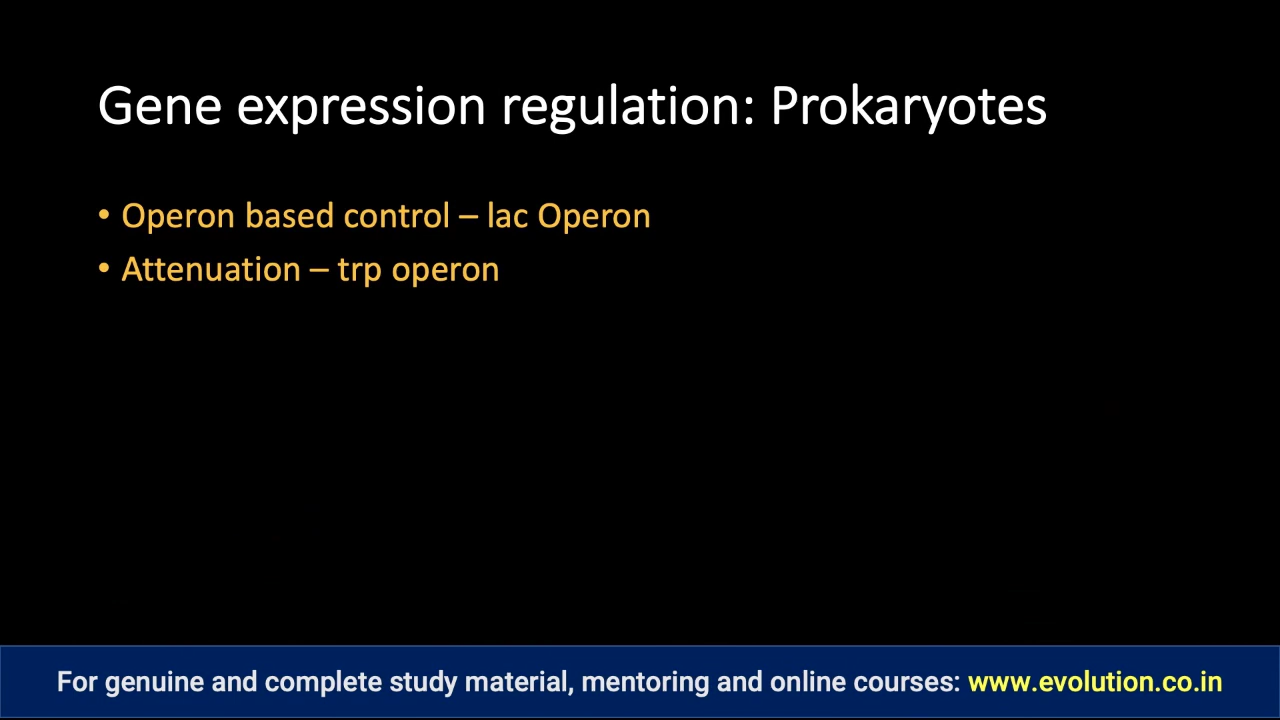 Gene expression regulation: Prokaryotes
• Operon based control – lac Operon
• Attenuation – trp operon
For genuine and complete study material, mentoring and online courses: www.evolution.co.in